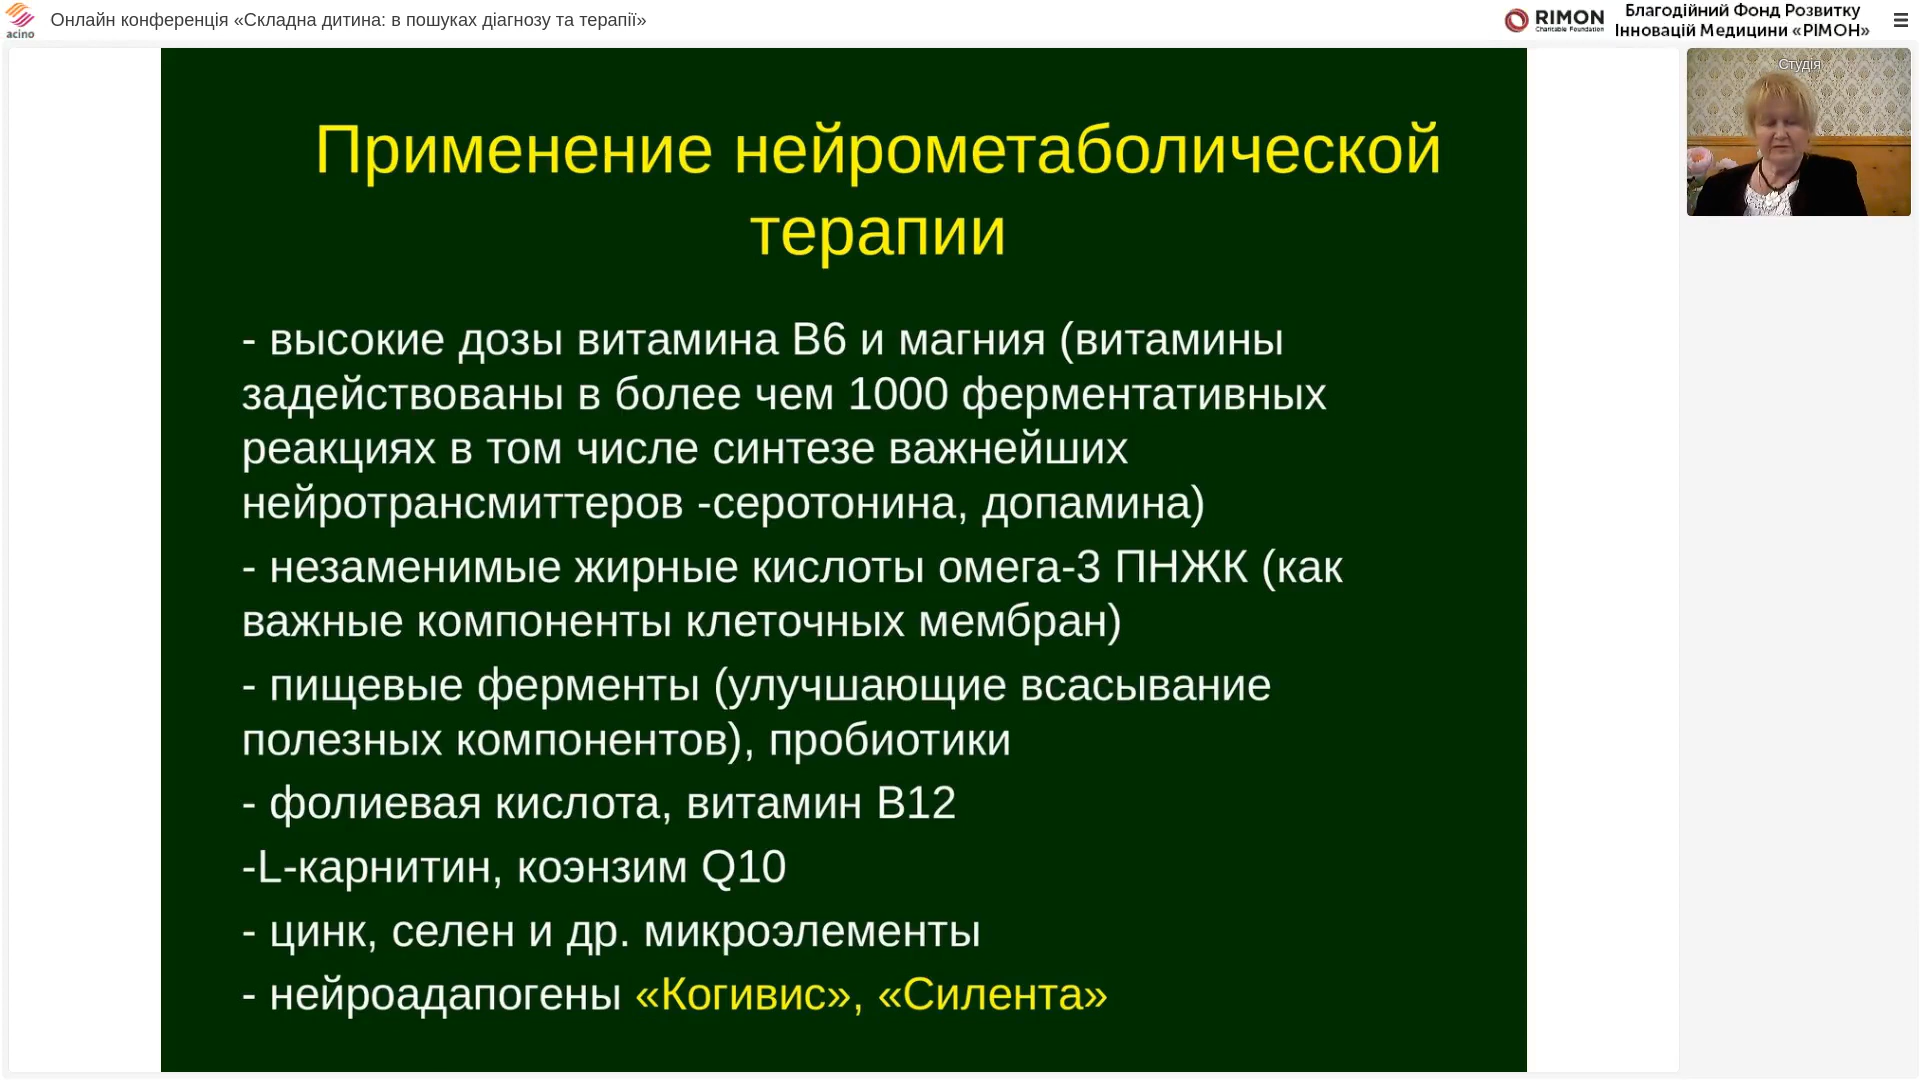 acino
Онлайн конференція «Складна дитина: в пошуках діагнозу та терапії»
RIMON
Charitable Foundation
Благодійний Фонд Розвитку
Інновацій Медицини «РІМОН»
Студія
Применение нейрометаболической
терапии
- высокие дозы витамина В6 и магния (витамины
задействованы в более чем 1000 ферментативных
реакциях в том числе синтезе важнейших
нейротрансмиттеров -серотонина, допамина)
- незаменимые жирные кислоты омега-3 ПНЖК (как
важные компоненты клеточных мембран)
- пищевые ферменты (улучшающие всасывание
полезных компонентов), пробиотики
- фолиевая кислота, витамин В12
-L-карнитин, коэнзим Q10
- цинк, селен и др. микроэлементы
- нейроадапогены «Когивис», «Силента»